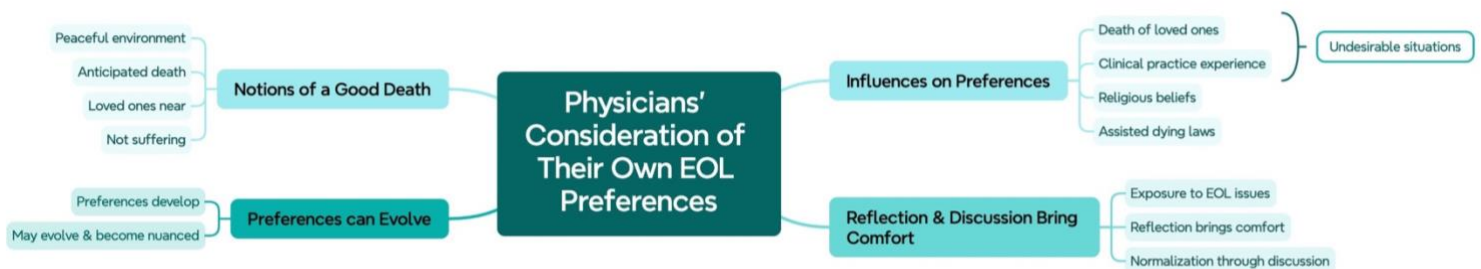 Physicians'
Consideration of
Their Own EOL
Preferences
Notions of a Good Death
Peaceful environment
Anticipated death
Loved ones near
Not suffering
Preferences can Evolve
Preferences develop
May evolve & become nuanced
Influences on Preferences
Death of loved ones
Clinical practice experience
Undesirable situations
Religious beliefs
Assisted dying laws
Reflection & Discussion Bring
Comfort
Exposure to EOL issues
Reflection brings comfort
Normalization through discussion